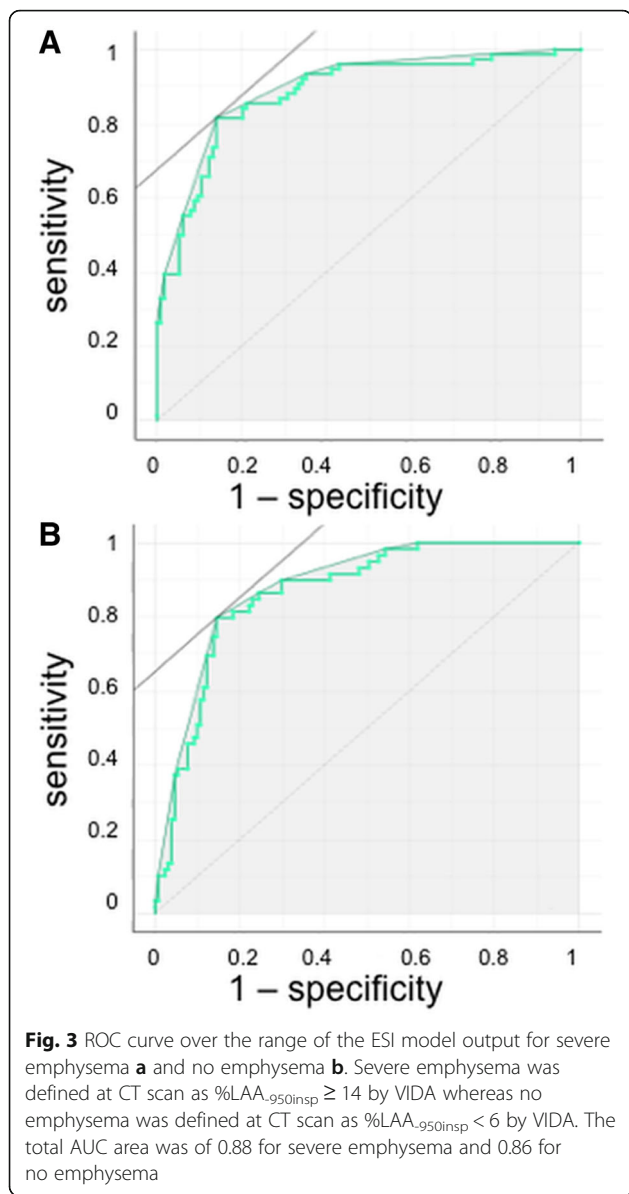 A
1
0.8
0.6
0.4
0.2
0
sensitivity
0 0.2 0.4 0.6 0.8 1
1 – specificity
B
1
0.8
0.6
0.4
0.2
0
sensitivity
0 0.2 0.4 0.6 0.8 1
1 – specificity
Fig. 3 ROC curve over the range of the ESI model output for severe
emphysema a and no emphysema b. Severe emphysema was
defined at CT scan as %LAA-950insp ≥ 14 by VIDA whereas no
emphysema was defined at CT scan as %LAA-950insp < 6 by VIDA. The
total AUC area was of 0.88 for severe emphysema and 0.86 for
no emphysema